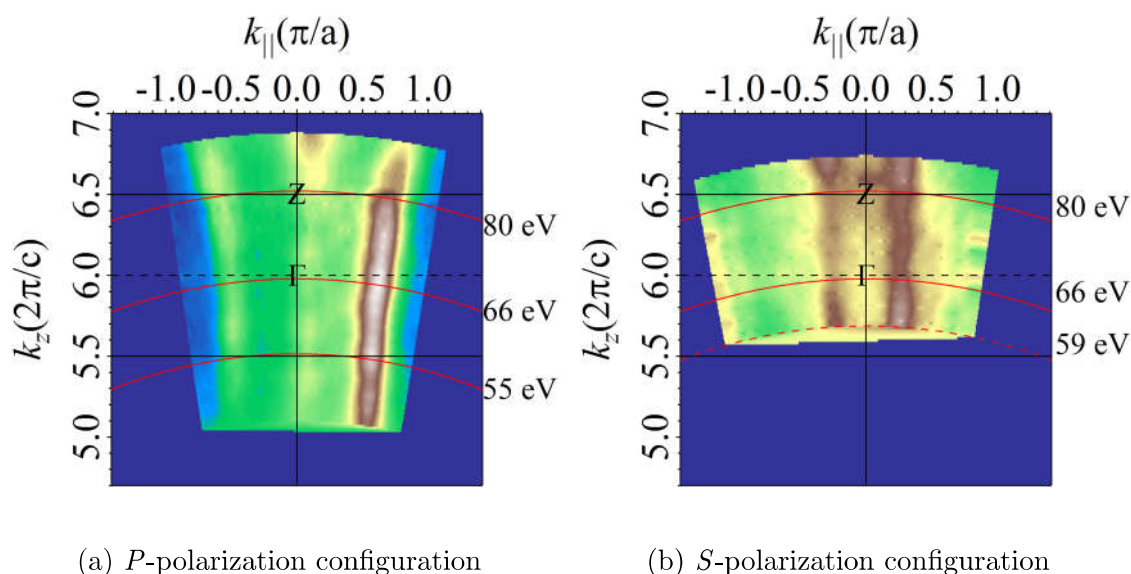 k||(π/a)
-1.0 -0.5 0.0 0.5 1.0
7.0
6.5
6.0
5.5
5.0
k_z(2π/c)
Z
Γ
80 eV
66 eV
55 eV
(a) P-polarization configuration
k||(π/a)
-1.0 -0.5 0.0 0.5 1.0
7.0
6.5
6.0
5.5
5.0
k_z(2π/c)
Z
Γ
80 eV
66 eV
59 eV
(b) S-polarization configuration